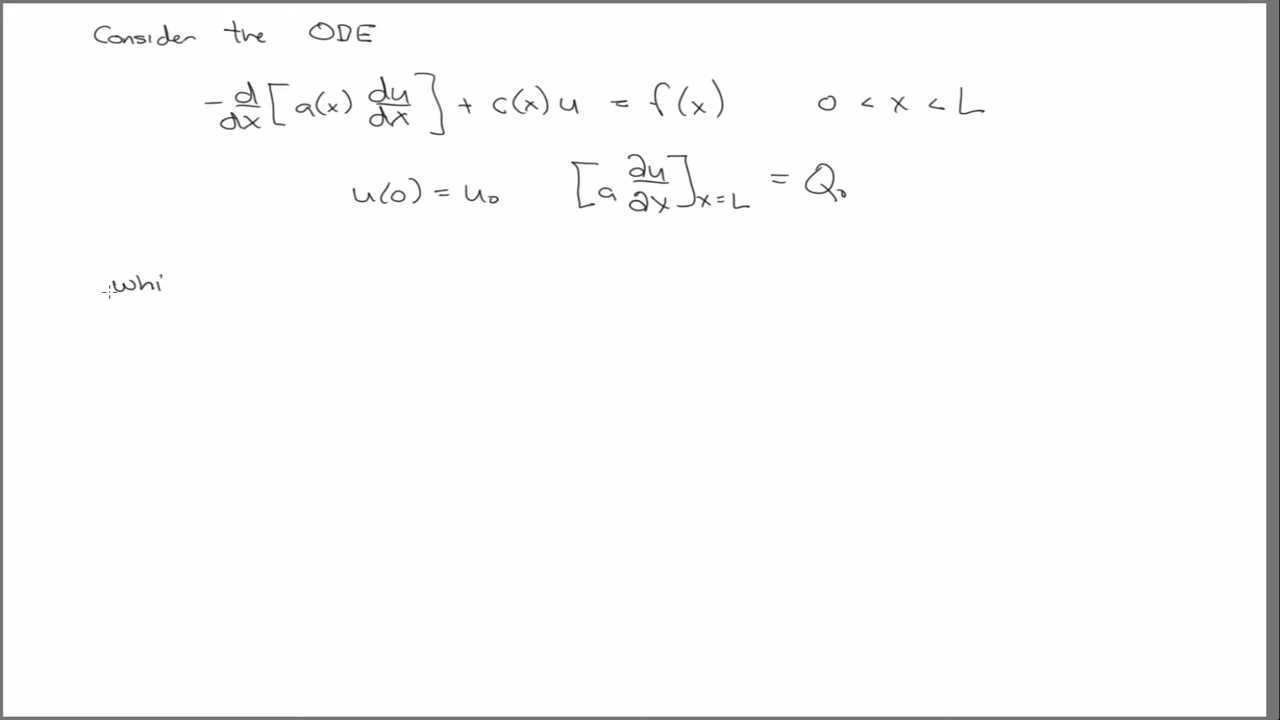 Consider the ODE
-d/dx [a(x) du/dx] + c(x) u = f(x) 0 < x < L
u(0) = u₀ [a ∂u/∂x]ₓ₌L = Q₀
whi